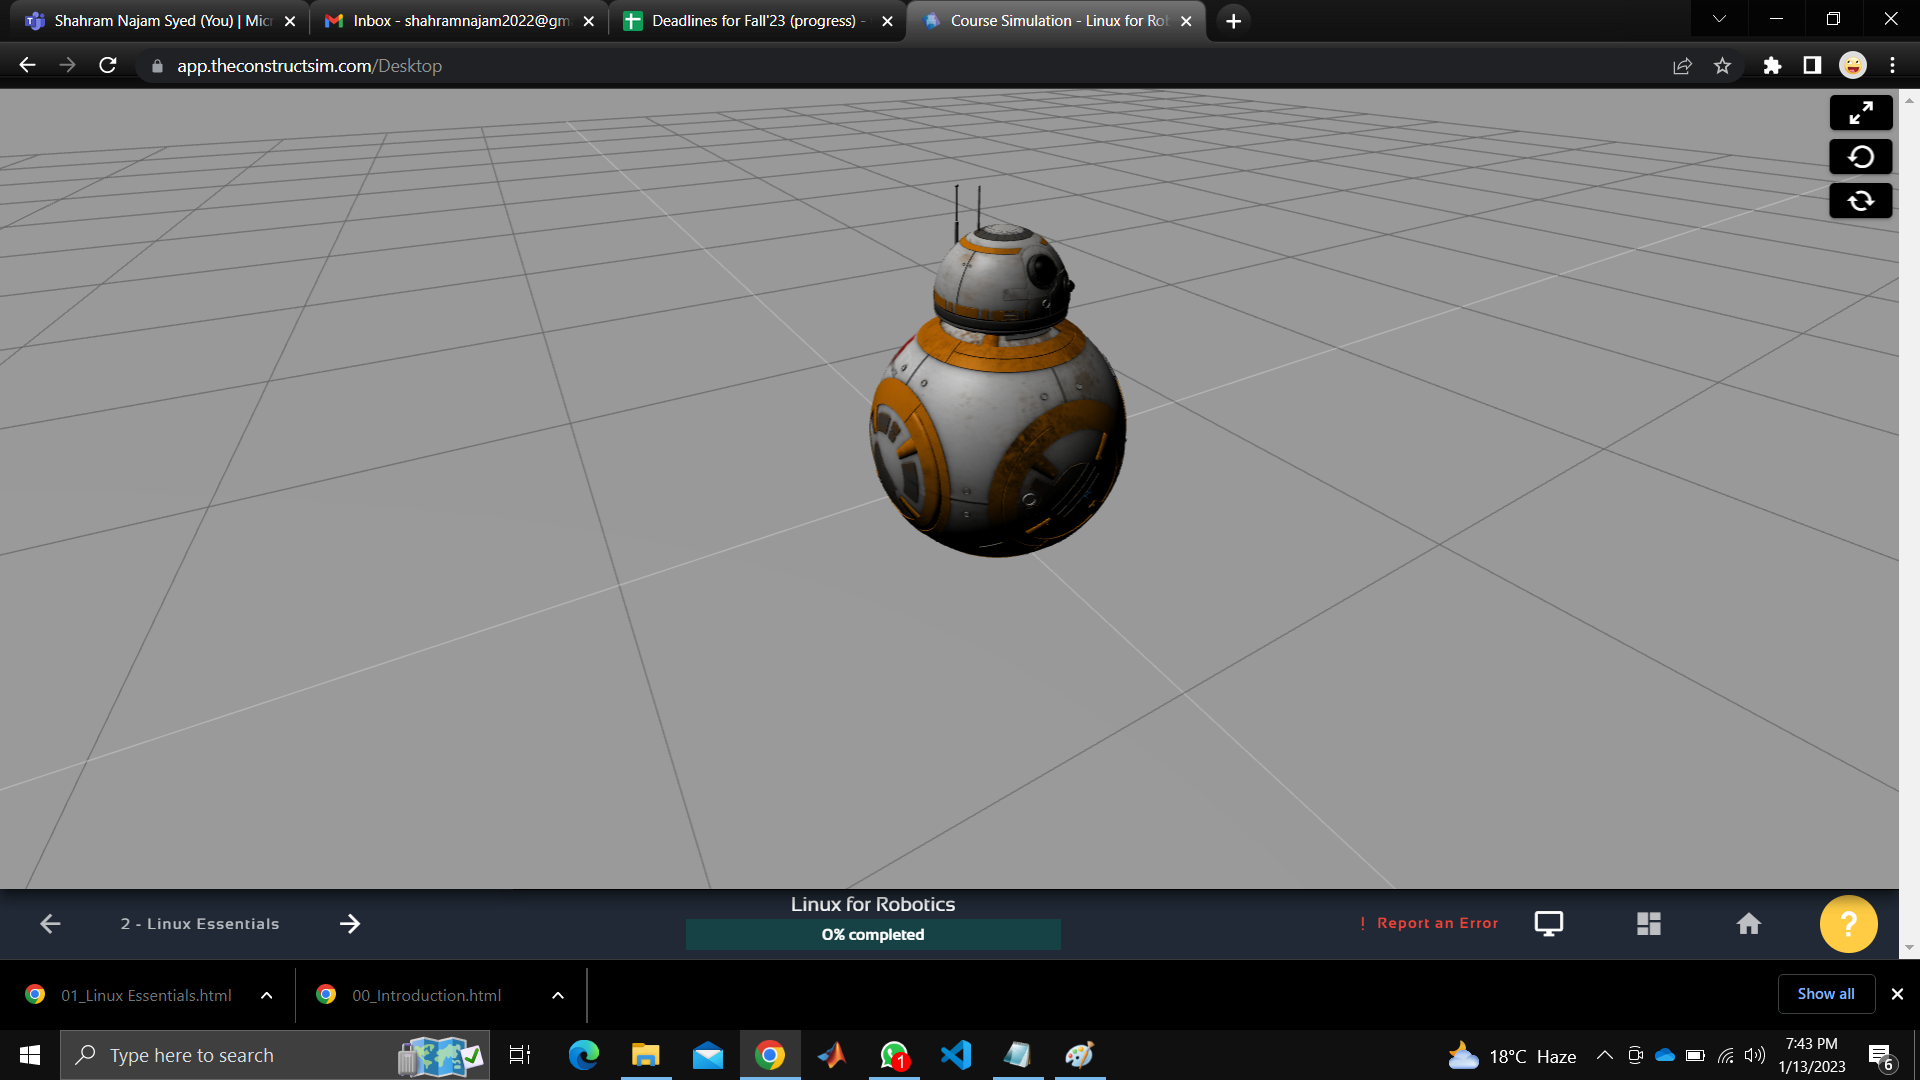 Shaharam Najam Syed (You) | Micr
Inbox - shahramnajam2022@gm
Deadlines for Fall'23 (progress) -
Course Simulation - Linux for Rob
app.theconstructsim.com/Desktop
2 - Linux Essentials
Linux for Robotics
0% completed
! Report an Error
?
01_Linux Essentials.html
00_Introduction.html
Show all
Type here to search
1
18°C Haze
7:43 PM
1/13/2023
6